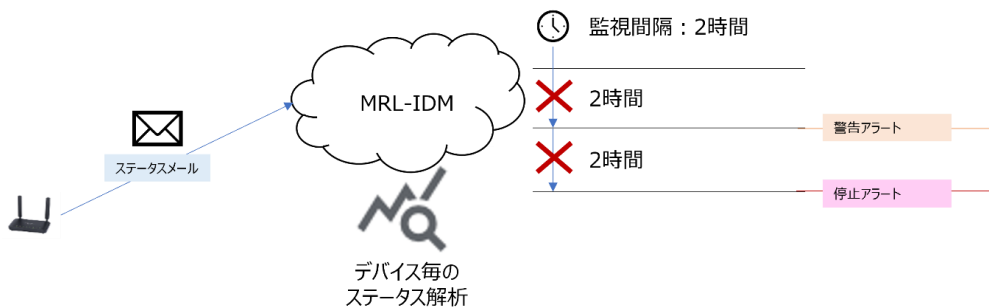 監視間隔：2時間
MRL-IDM
2時間
警告アラート
ステータスメール
2時間
停止アラート
デバイス毎の
ステータス解析